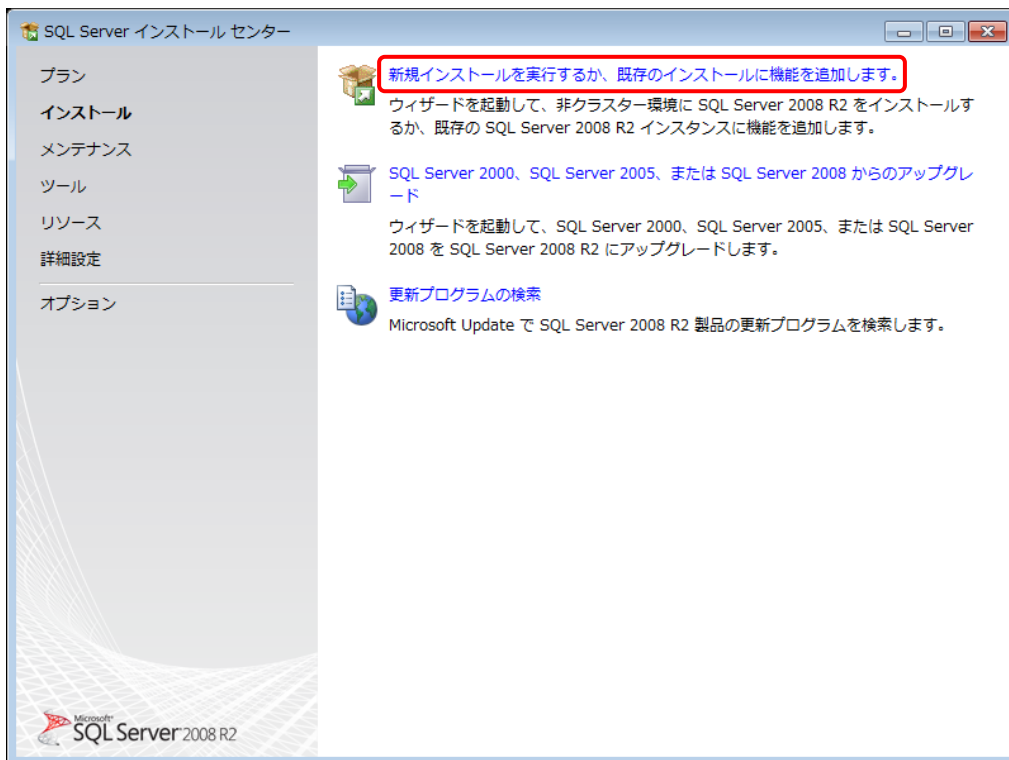 SQL Server インストール センター
プラン
インストール
メンテナンス
ツール
リソース
詳細設定
オプション
新規インストールを実行するか、既存のインストールに機能を追加します。
ウィザードを起動して、非クラスター環境に SQL Server 2008 R2 をインストールす
るか、既存の SQL Server 2008 R2 インスタンスに機能を追加します。
SQL Server 2000、SQL Server 2005、または SQL Server 2008 からのアップグレ
ード
ウィザードを起動して、SQL Server 2000、SQL Server 2005、または SQL Server
2008 を SQL Server 2008 R2 にアップグレードします。
更新プログラムの検索
Microsoft Update で SQL Server 2008 R2 製品の更新プログラムを検索します。
Microsoft
SQL Server 2008 R2